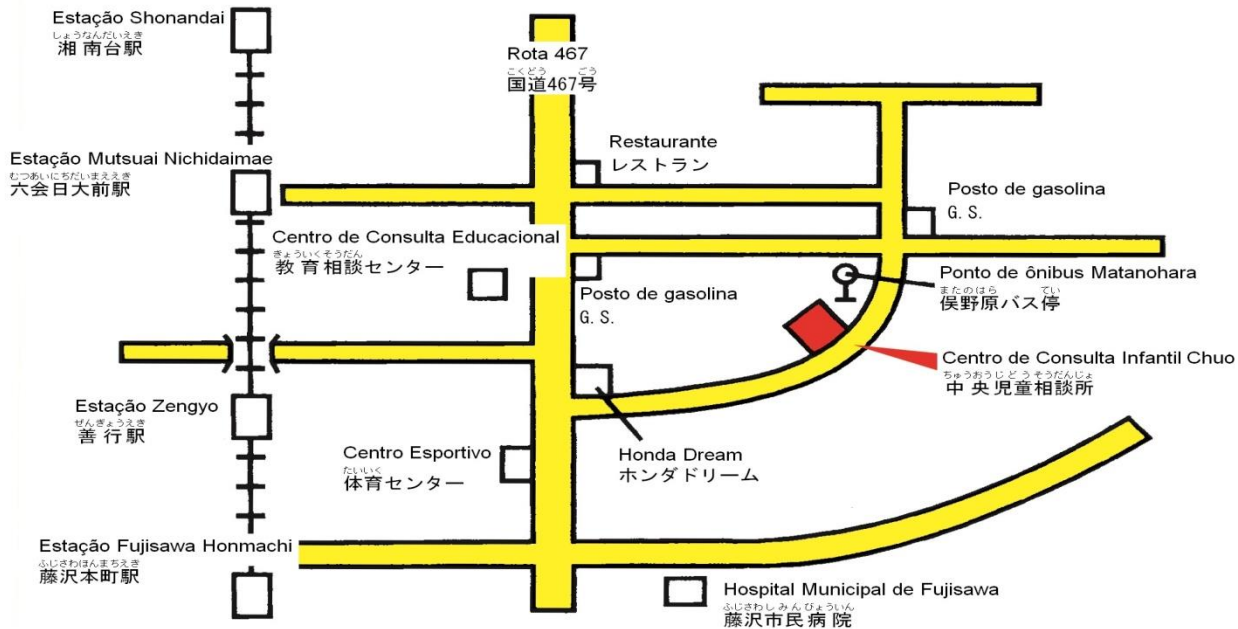 Estação Shonandai
しょうなんだいえき
湘南台駅
Rota 467
こくどう ごう
国道467号
Restaurante
レストラン
Estação Mutsuai Nichidaimae
むつあいにちだいまええき
六会日大前駅
Posto de gasolina
G.S.
Centro de Consulta Educacional
きょういくそうだん
教育相談センター
Ponto de ônibus Matanohara
またのはら てい
俣野原バス停
Posto de gasolina
G.S.
Centro de Consulta Infantil Chuo
ちゅうおうじどうそうだんじょ
中央児童相談所
Estação Zengyo
ぜんぎょうえき
善行駅
Centro Esportivo
たいいく
体育センター
Honda Dream
ホンダドリーム
Estação Fujisawa Honmachi
ふじさわほんまちえき
藤沢本町駅
Hospital Municipal de Fujisawa
ふじさわしみんびょういん
藤沢市民病院